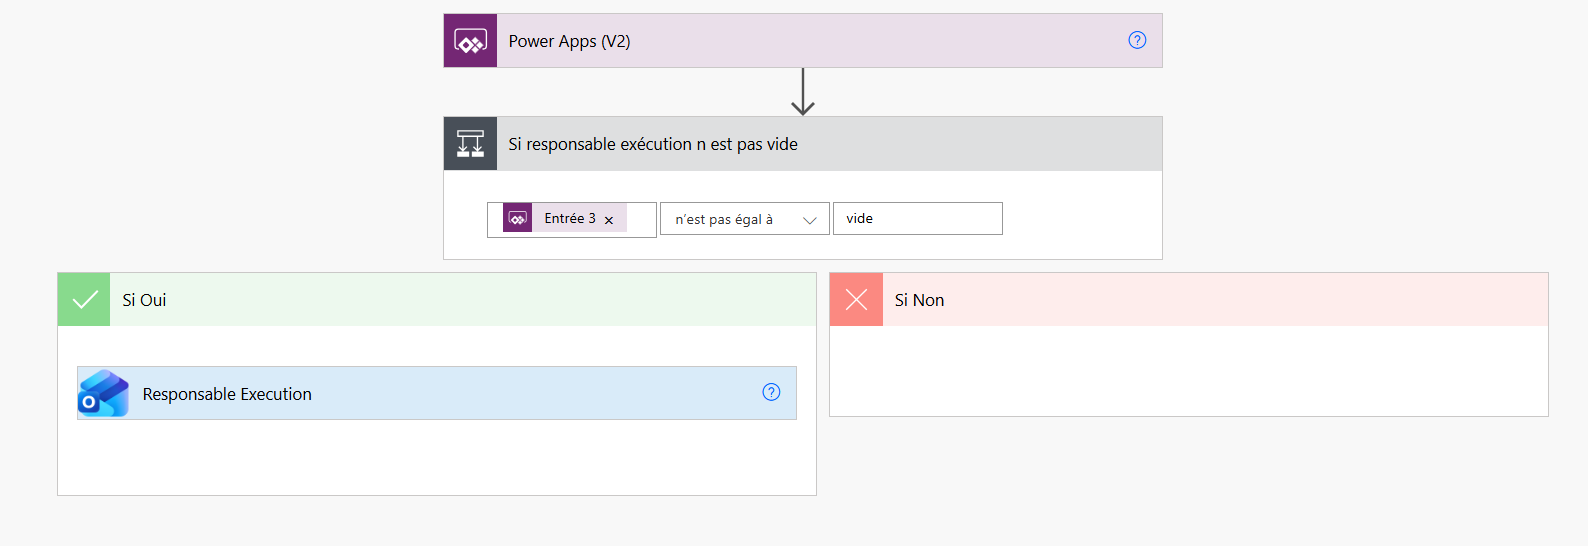 Power Apps (V2)
?
Si responsable exécution n est pas vide
Entrée 3 ×
n'est pas égal à
vide
Si Oui
Si Non
O
Responsable Execution
?